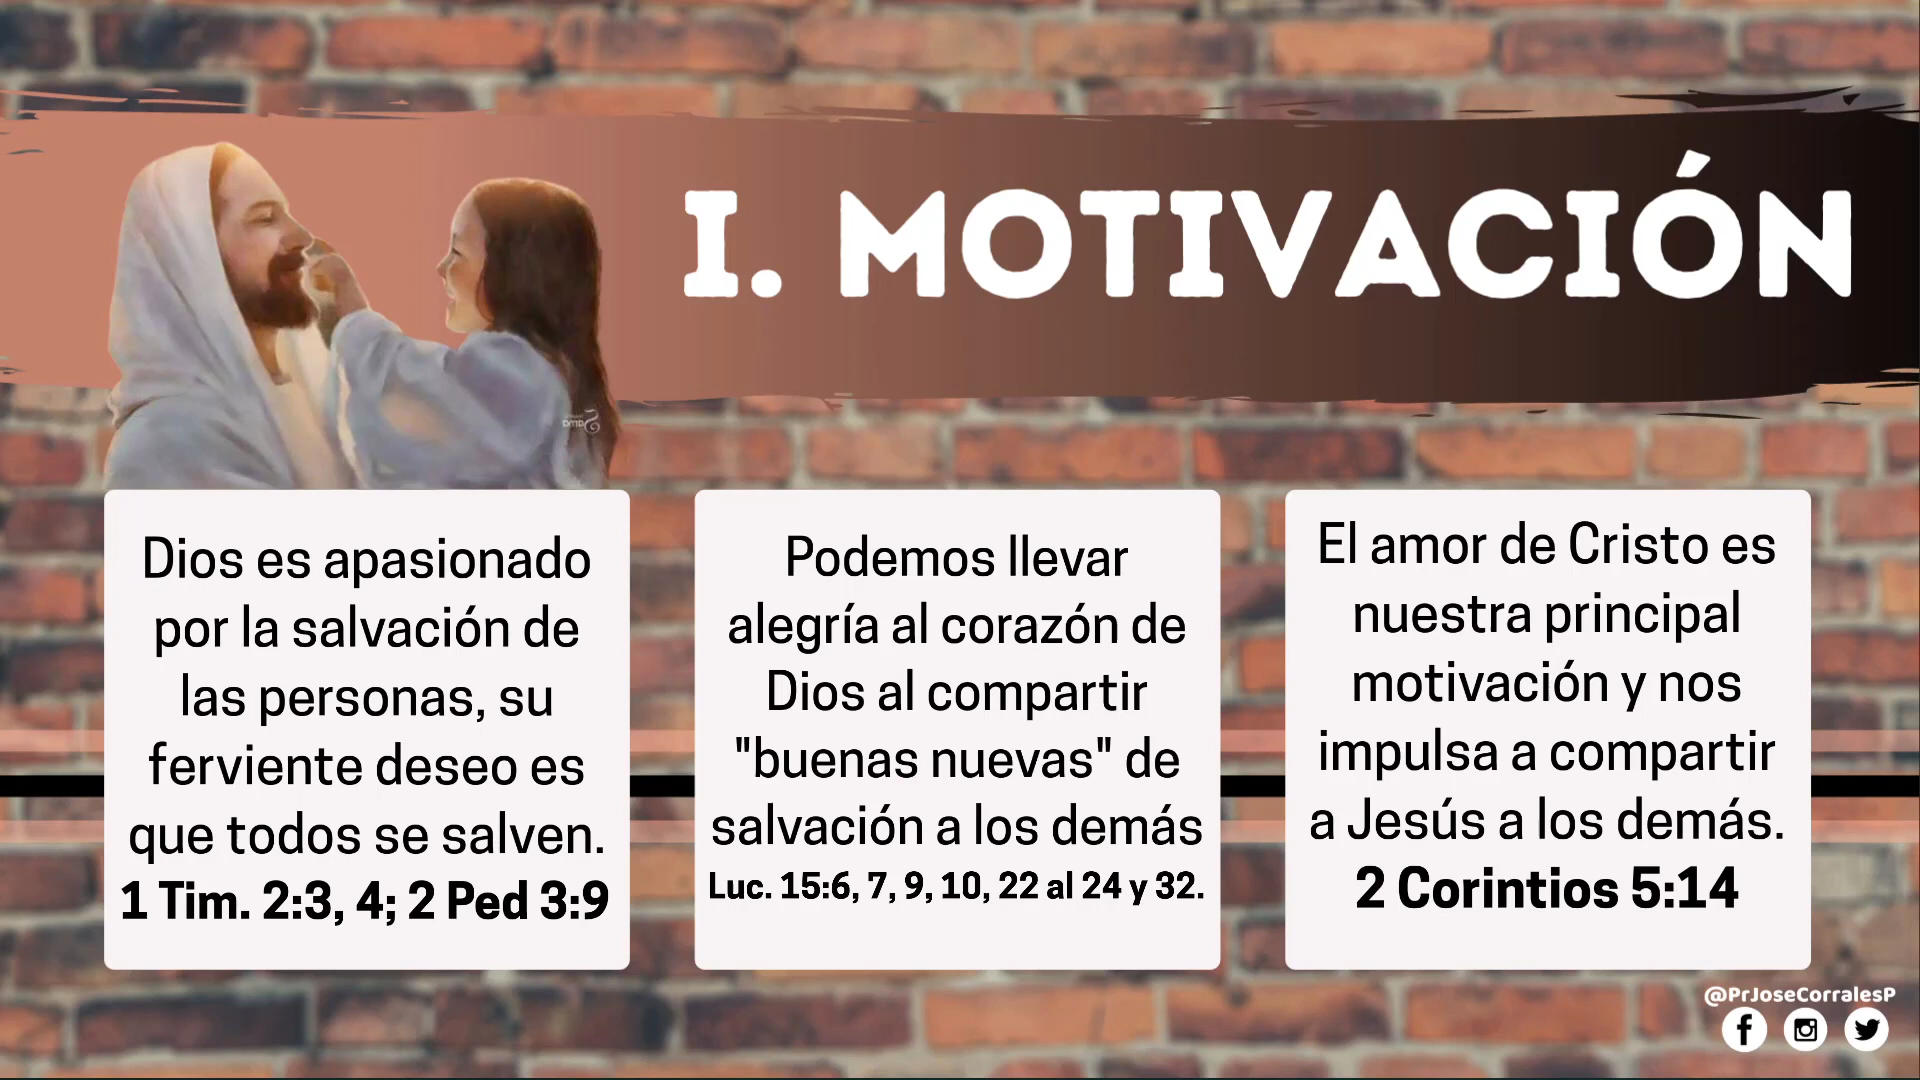 I. MOTIVACIÓN
Dios es apasionado
por la salvación de
las personas, su
ferviente deseo es
que todos se salven.
1 Tim. 2:3, 4; 2 Ped 3:9
Podemos llevar
alegría al corazón de
Dios al compartir
"buenas nuevas" de
salvación a los demás
Luc. 15:6, 7, 9, 10, 22 al 24 y 32.
El amor de Cristo es
nuestra principal
motivación y nos
impulsa a compartir
a Jesús a los demás.
2 Corintios 5:14
@PrJoseCorralesP